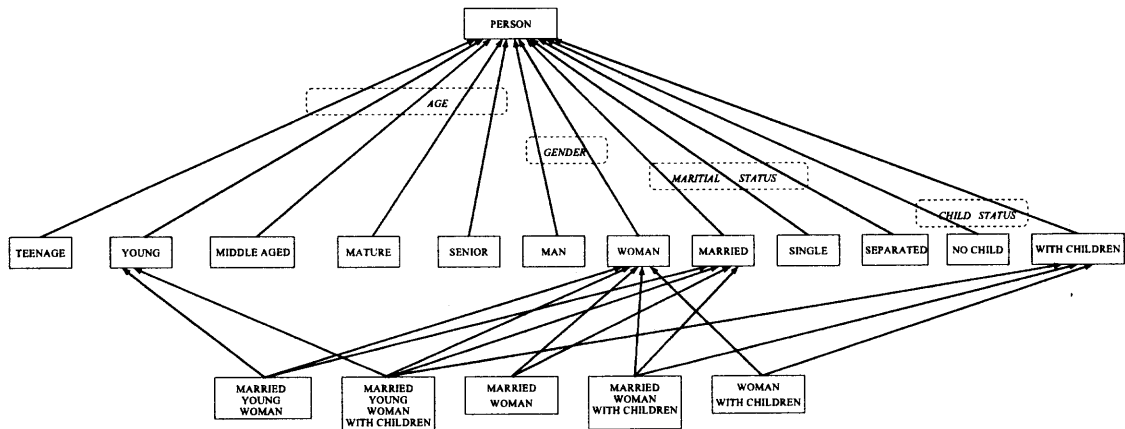 PERSON
AGE
GENDER
MARITIAL STATUS
CHILD STATUS
TEENAGE
YOUNG
MIDDLE AGED
MATURE
SENIOR
MAN
WOMAN
MARRIED
SINGLE
SEPARATED
NO CHILD
WITH CHILDREN
MARRIED
YOUNG
WOMAN
MARRIED
YOUNG
WOMAN
WITH CHILDREN
MARRIED
WOMAN
MARRIED
WOMAN
WITH CHILDREN
WOMAN
WITH CHILDREN